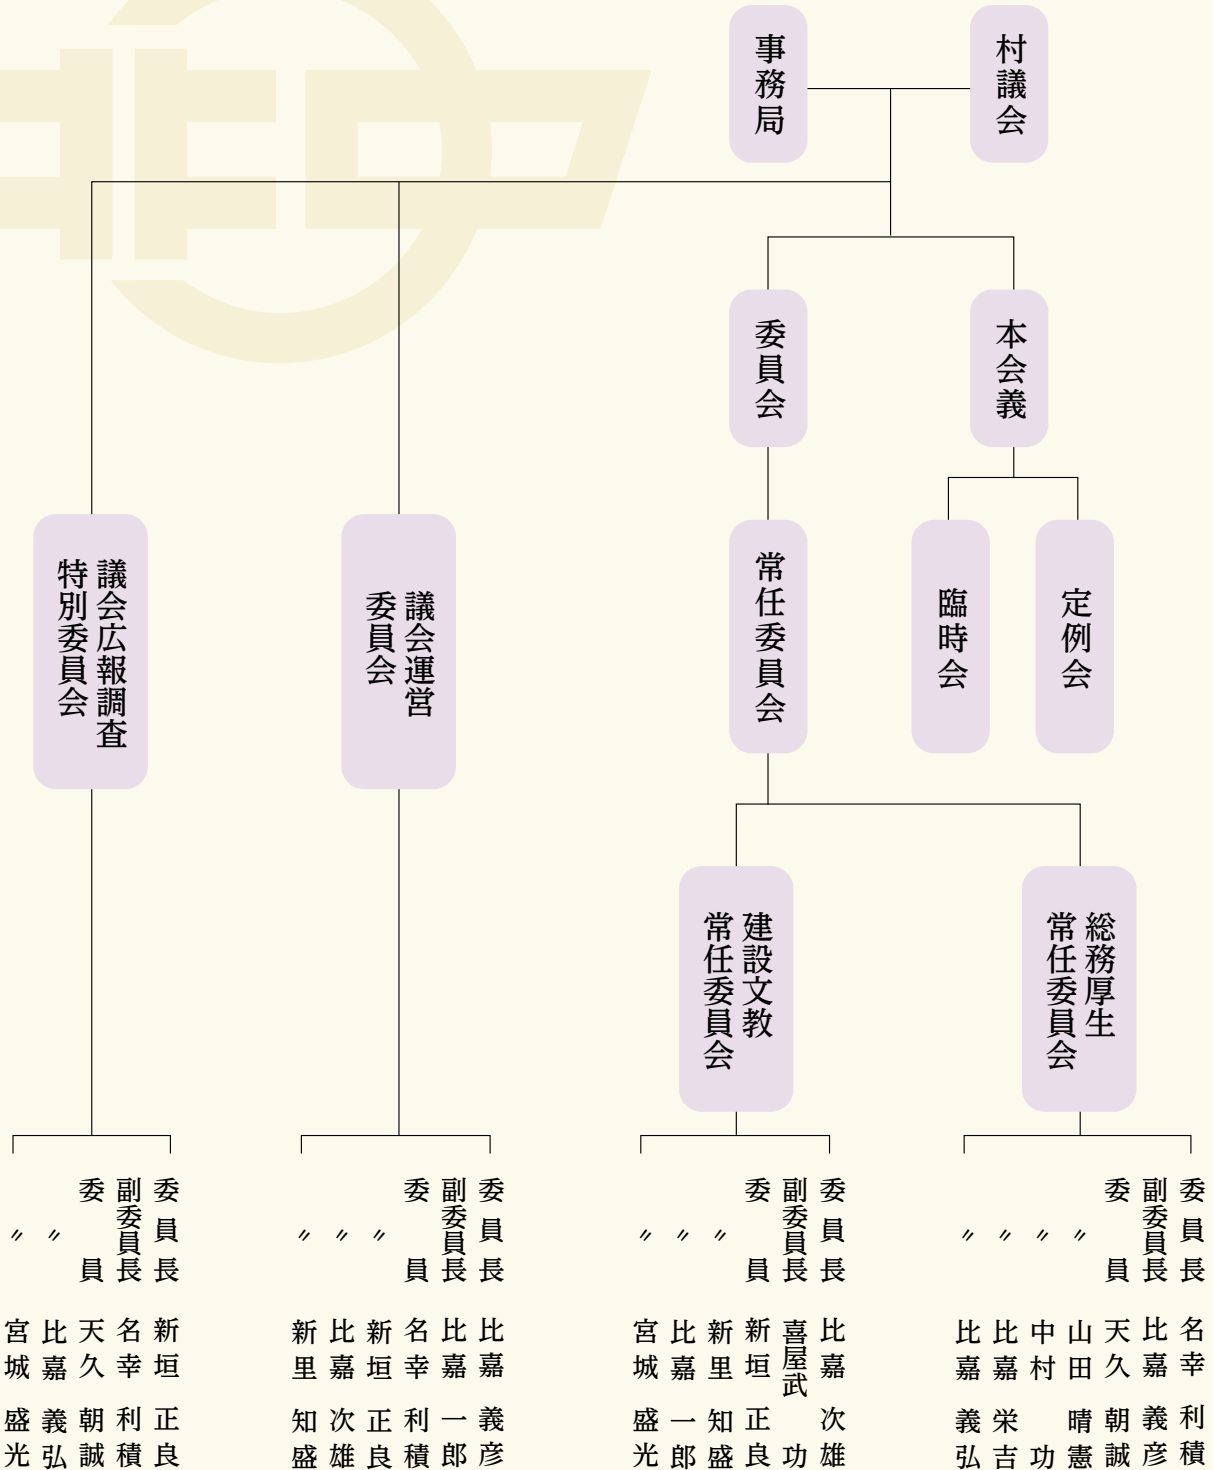 村議会
事務局
本会義
委員会
定例会
臨時会
常任委員会
議会運営
委員会
議会広報調査
特別委員会
総務厚生
常任委員会
建設文教
常任委員会
委員長 名幸 利積
副委員長 比嘉 義彦
委員 天久 朝誠
〃 山田 晴憲
〃 中村 功
〃 比嘉 栄吉
〃 比嘉 義弘
委員長 比嘉 次雄
副委員長 喜屋武 功
委員 新垣 正良
〃 新里 知盛
〃 比嘉 一郎
〃 宮城 盛光
委員長 比嘉 義彦
副委員長 比嘉 一郎
委員 名幸 利積
〃 新垣 正良
〃 比嘉 次雄
〃 新里 知盛
委員長 新垣 正良
副委員長 名幸 利積
委員 天久 朝誠
〃 比嘉 義弘
〃 宮城 盛光